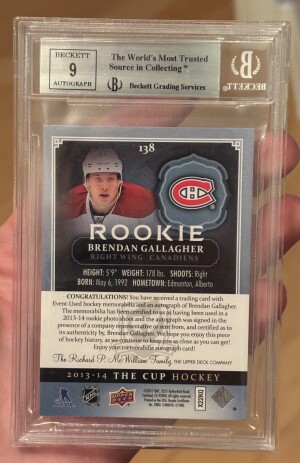 BECKETT
9
AUTOGRAPH
The World's Most Trusted
Source in Collecting™
Beckett Grading Services
BECKETT
138
ROOKIE
BRENDAN GALLAGHER
RIGHT WING CANADIENS
HEIGHT: 5'9" WEIGHT: 178 lbs. SHOOTS: Right
BORN: May 6, 1992 HOMETOWN: Edmonton, Alberta
CONGRATULATIONS! You have received a trading card with
Event-Used hockey memorabilia and an autograph of Brendan Gallagher.
The memorabilia has been certified to us as having been used in a
2013-14 rookie photo shoot and the autograph was signed in the
presence of a company representative or sent from, and certified as to
its authenticity by, Brendan Gallagher. We hope you enjoy this piece
of hockey history, as we continue to keep you as close as you can get!
Enjoy your memorabilia autograph card!
The Richard P. McWilliam Family, THE UPPER DECK COMPANY
2013-14 THE CUP HOCKEY
NHL
UPPER DECK
X22NQ